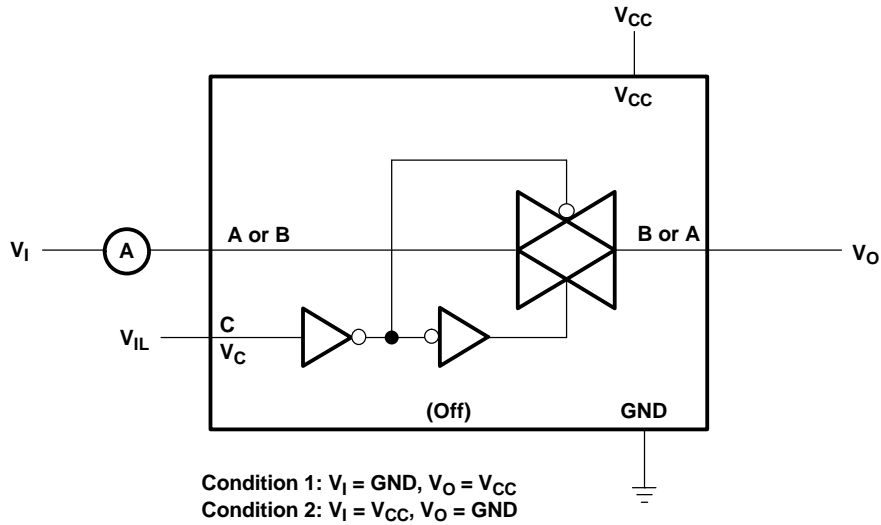 VCC
VCC
A or B
B or A
VI
A
VO
VIL
C
VC
(Off)
GND
Condition 1: VI = GND, VO = VCC
Condition 2: VI = VCC, VO = GND